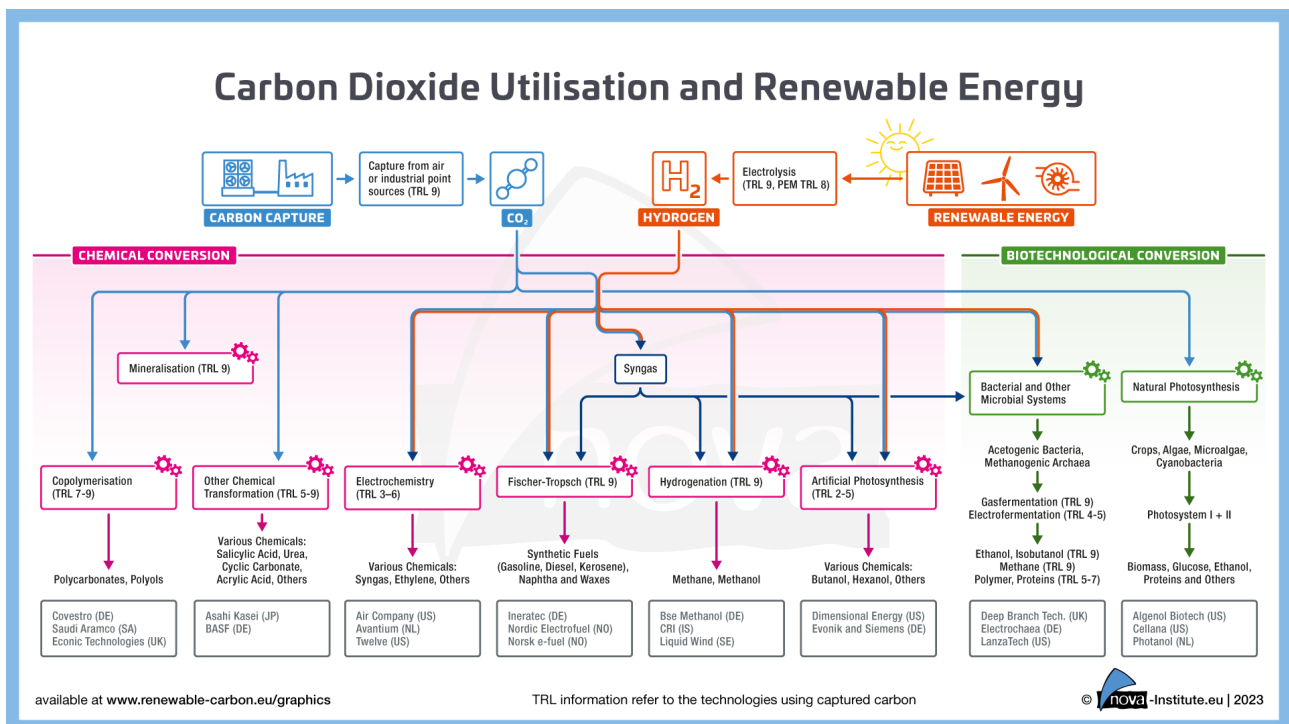 Carbon Dioxide Utilisation and Renewable Energy
Capture from air
or industrial point
sources (TRL 9)
CARBON CAPTURE
CO₂
H₂
HYDROGEN
Electrolysis
(TRL 9, PEM TRL 8)
RENEWABLE ENERGY
CHEMICAL CONVERSION
BIOTECHNOLOGICAL CONVERSION
Mineralisation (TRL 9)
Syngas
Bacterial and Other
Microbial Systems
Natural Photosynthesis
Copolymerisation
(TRL 7-9)
Other Chemical
Transformation (TRL 5-9)
Electrochemistry
(TRL 3–6)
Fischer-Tropsch (TRL 9)
Hydrogenation (TRL 9)
Artificial Photosynthesis
(TRL 2-5)
Acetogenic Bacteria,
Methanogenic Archaea
Crops, Algae, Microalgae,
Cyanobacteria
Gasfermentation (TRL 9)
Electrofermentation (TRL 4-5)
Photosystem I + II
Polycarbonates, Polyols
Various Chemicals:
Salicylic Acid, Urea,
Cyclic Carbonate,
Acrylic Acid, Others
Various Chemicals:
Syngas, Ethylene, Others
Synthetic Fuels
(Gasoline, Diesel, Kerosene),
Naphtha and Waxes
Methane, Methanol
Various Chemicals:
Butanol, Hexanol, Others
Ethanol, Isobutanol (TRL 9)
Methane (TRL 9)
Polymer, Proteins (TRL 5-7)
Biomass, Glucose, Ethanol,
Proteins and Others
Covestro (DE)
Saudi Aramco (SA)
Econic Technologies (UK)
Asahi Kasei (JP)
BASF (DE)
Air Company (US)
Avantium (NL)
Twelve (US)
Ineratec (DE)
Nordic Electrofuel (NO)
Norsk e-fuel (NO)
Bse Methanol (DE)
CRI (IS)
Liquid Wind (SE)
Dimensional Energy (US)
Evonik and Siemens (DE)
Deep Branch Tech. (UK)
Electrochaea (DE)
LanzaTech (US)
Algenol Biotech (US)
Cellana (US)
Photanol (NL)
nova
available at www.renewable-carbon.eu/graphics
TRL information refer to the technologies using captured carbon
© nova-Institute.eu | 2023